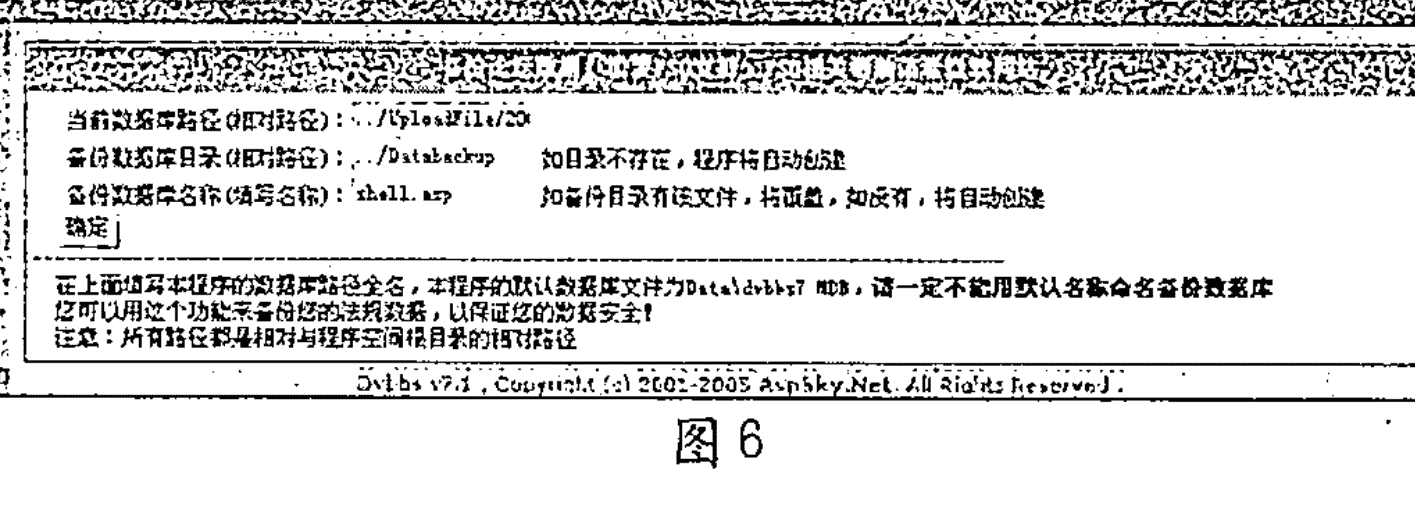 当前数据库路径(相对路径)：../UploadFile/20
备份数据库目录(相对路径)：../Databackup 如目录不存在，程序将自动创建
备份数据库名称(填写名称)：shell.asp 如备份目录有该文件，将覆盖，如没有，将自动创建
确定
在上面填写本程序的数据库路径全名，本程序的默认数据库文件为Data\dvbbs7.MDB，请一定不能用默认名称命名备份数据库
您可以用这个功能来备份您的法规数据，以保证您的数据安全！
注意：所有路径都是相对与程序空间根目录的相对路径
Dvbbs v7.1 , Copyright (c) 2001-2005 AspSky.Net. All Rights Reserved .
图 6